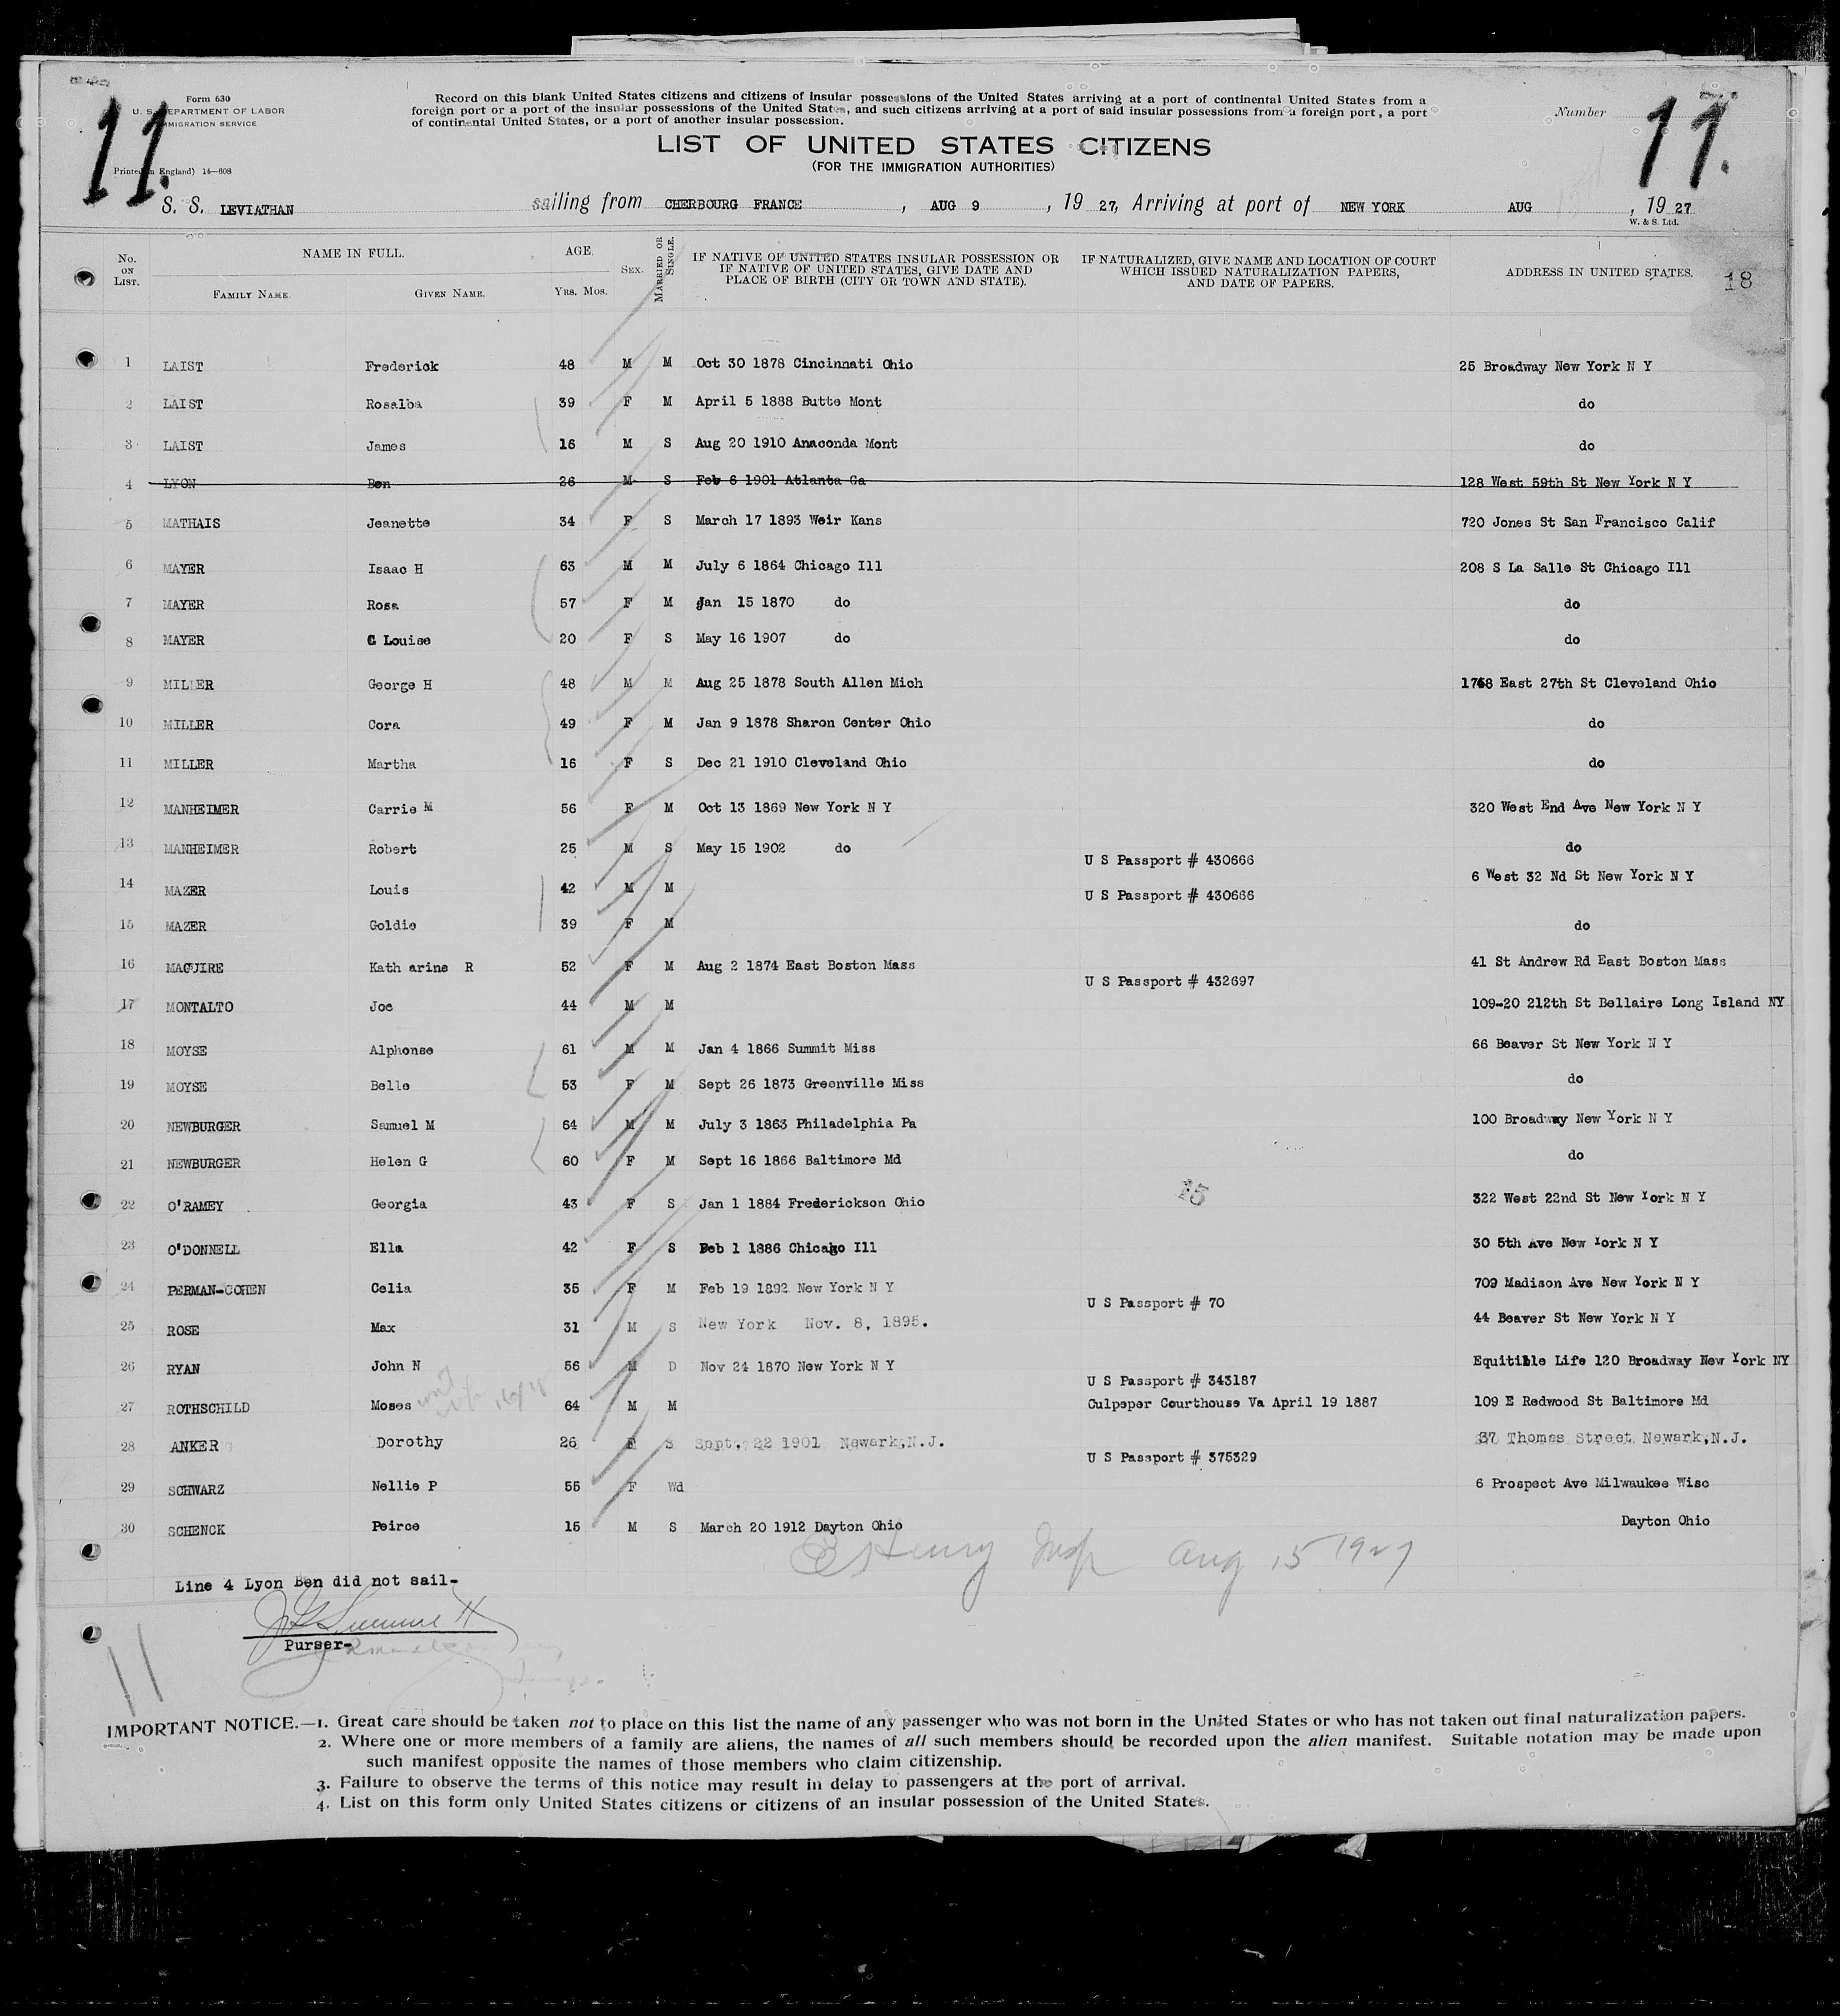 Form 630
U. S. DEPARTMENT OF LABOR
IMMIGRATION SERVICE
Printed in England) 14—608
11.
Record on this blank United States citizens and citizens of insular possessions of the United States arriving at a port of continental United States from a
foreign port or a port of the insular possessions of the United States, and such citizens arriving at a port of said insular possessions from a foreign port, a port
of continental United States, or a port of another insular possession.
Number 11.
LIST OF UNITED STATES CITIZENS
(FOR THE IMMIGRATION AUTHORITIES)
S. S. LEVIATHAN sailing from CHERBOURG FRANCE, AUG 9, 19 27, Arriving at port of NEW YORK AUG, 19 27
W. & S. Ltd.
No. ON LIST. NAME IN FULL. FAMILY NAME. GIVEN NAME. AGE. YRS. MOS. SEX. MARRIED OR SINGLE. IF NATIVE OF UNITED STATES INSULAR POSSESSION OR IF NATIVE OF UNITED STATES, GIVE DATE AND PLACE OF BIRTH (CITY OR TOWN AND STATE). IF NATURALIZED, GIVE NAME AND LOCATION OF COURT WHICH ISSUED NATURALIZATION PAPERS, AND DATE OF PAPERS. ADDRESS IN UNITED STATES. 18
1 LAIST Frederick 48 M M Oct 30 1878 Cincinnati Ohio 25 Broadway New York N Y
2 LAIST Rosalba 39 F M April 5 1888 Butte Mont do
3 LAIST James 16 M S Aug 20 1910 Anaconda Mont do
4 LYON Ben 26 M S Feb 6 1901 Atlanta Ga 128 West 59th St New York N Y
5 MATHAIS Jeanette 34 F S March 17 1893 Weir Kans 720 Jones St San Francisco Calif
6 MAYER Isaac H 63 M M July 6 1864 Chicago Ill 208 S La Salle St Chicago Ill
7 MAYER Rosa 57 F M Jan 15 1870 do do
8 MAYER C Louise 20 F S May 16 1907 do do
9 MILLER George H 48 M M Aug 25 1878 South Allen Mich 1768 East 27th St Cleveland Ohio
10 MILLER Cora 49 F M Jan 9 1878 Sharon Center Ohio do
11 MILLER Martha 16 F S Dec 21 1910 Cleveland Ohio do
12 MANHEIMER Carrie M 56 F M Oct 13 1869 New York N Y 320 West End Ave New York N Y
13 MANHEIMER Robert 25 M S May 15 1902 do do
U S Passport # 430666
14 MAZER Louis 42 M M 6 West 32 Nd St New York N Y
U S Passport # 430666
15 MAZER Goldie 39 F M do
16 MAGUIRE Kath arine R 52 F M Aug 2 1874 East Boston Mass 41 St Andrew Rd East Boston Mass
U S Passport # 432697
17 MONTALTO Joe 44 M M 109-20 212th St Bellaire Long Island NY
18 MOYSE Alphonse 61 M M Jan 4 1866 Summit Miss 66 Beaver St New York N Y
19 MOYSE Belle 53 F M Sept 26 1873 Greenville Miss do
20 NEWBURGER Samuel M 64 M M July 3 1863 Philadelphia Pa 100 Broadway New York N Y
21 NEWBURGER Helen G 60 F M Sept 16 1866 Baltimore Md do
22 O'RAMEY Georgia 43 F S Jan 1 1884 Frederickson Ohio 322 West 22nd St New York N Y
23 O'DONNELL Ella 42 F S Feb 1 1886 Chicago Ill 30 5th Ave New York N Y
24 PERMAN-COHEN Celia 35 F M Feb 19 1892 New York N Y 709 Madison Ave New York N Y
U S Passport # 70
25 ROSE Max 31 M S New York Nov. 8, 1895. 44 Beaver St New York N Y
26 RYAN John N 56 M D Nov 24 1870 New York N Y Equitible Life 120 Broadway New York NY
U S Passport # 343187
27 ROTHSCHILD Moses 64 M M Culpeper Courthouse Va April 19 1887 109 E Redwood St Baltimore Md
28 ANKER Dorothy 26 F S Sept. 22 1901 Newark,N.J. 37 Thomas Street Newark,N.J.
U S Passport # 375329
29 SCHWARZ Nellie P 55 F Wd 6 Prospect Ave Milwaukee Wisc
30 SCHENCK Peirce 15 M S March 20 1912 Dayton Ohio Dayton Ohio
Henry Insp Aug 15 1927
Line 4 Lyon Ben did not sail-
Purser-
11
IMPORTANT NOTICE.—1. Great care should be taken not to place on this list the name of any passenger who was not born in the United States or who has not taken out final naturalization papers.
2. Where one or more members of a family are aliens, the names of all such members should be recorded upon the alien manifest. Suitable notation may be made upon
such manifest opposite the names of those members who claim citizenship.
3. Failure to observe the terms of this notice may result in delay to passengers at the port of arrival.
4. List on this form only United States citizens or citizens of an insular possession of the United States.